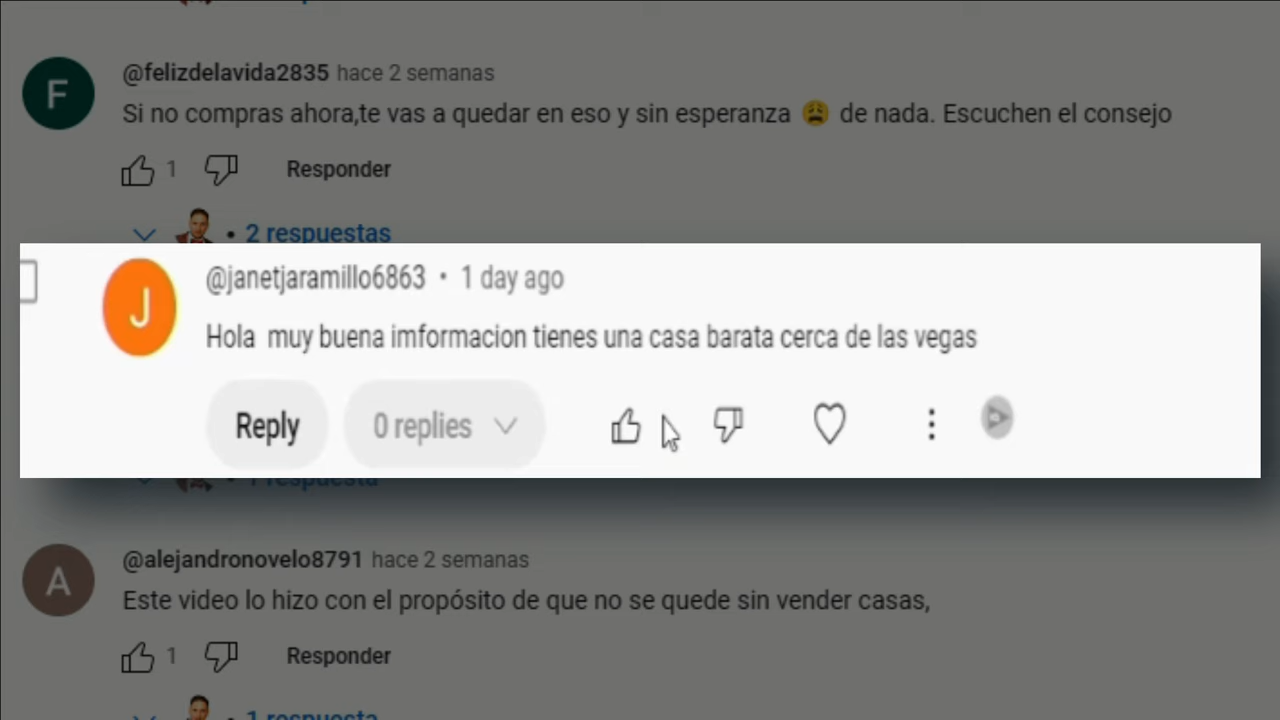 F
@felizdelavida2835 hace 2 semanas
Si no compras ahora,te vas a quedar en eso y sin esperanza 😩 de nada. Escuchen el consejo
1 Responder
• 2 respuestas
J
@janetjaramillo6863 • 1 day ago
Hola muy buena imformacion tienes una casa barata cerca de las vegas
Reply 0 replies
• 1 respuesta
A
@alejandronovelo8791 hace 2 semanas
Este video lo hizo con el propósito de que no se quede sin vender casas,
1 Responder
1 respuesta